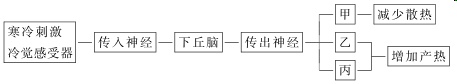 寒冷刺激
冷觉感受器
传入神经
下丘脑
传出神经
甲
减少散热
乙
丙
增加产热